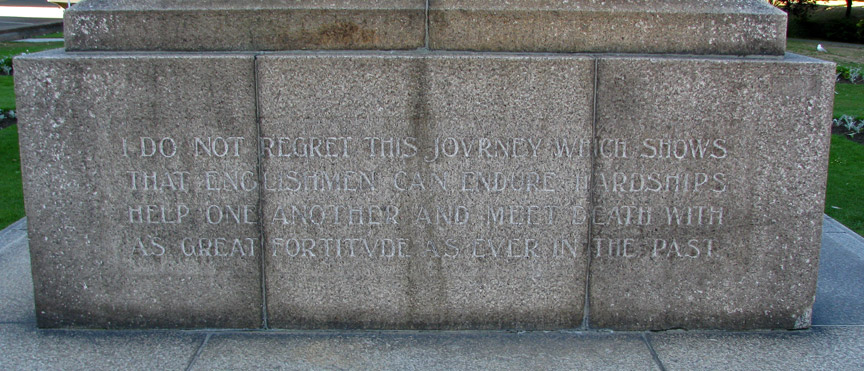 I DO NOT REGRET THIS JOVRNEY WHICH SHOWS
THAT ENGLISHMEN CAN ENDURE HARDSHIPS
HELP ONE ANOTHER AND MEET DEATH WITH
AS GREAT FORTITVDE AS EVER IN THE PAST.